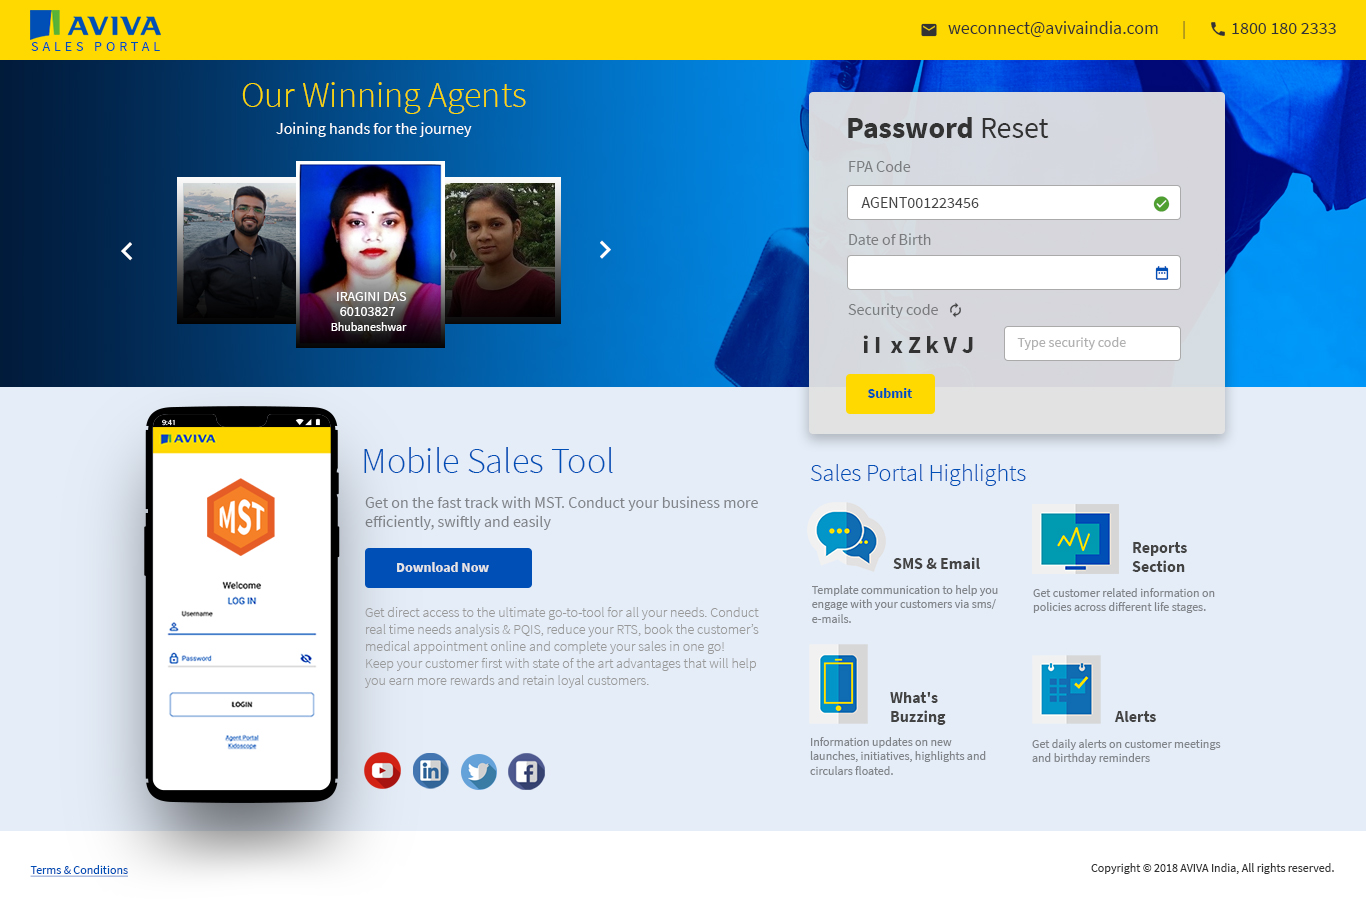 AVIVA
SALES PORTAL
weconnect@avivaindia.com | 1800 180 2333
Our Winning Agents
Joining hands for the journey
IRAGINI DAS
60103827
Bhubaneshwar
Password Reset
FPA Code
AGENT001223456
Date of Birth
Security code
i I x Z k V J
Type security code
Submit
9:41
AVIVA
MST
Welcome
LOG IN
Username
Password
LOGIN
Agent Portal
Kidoscope
Mobile Sales Tool
Get on the fast track with MST. Conduct your business more
efficiently, swiftly and easily
Download Now
Get direct access to the ultimate go-to-tool for all your needs. Conduct
real time needs analysis & PQIS, reduce your RTS, book the customer’s
medical appointment online and complete your sales in one go!
Keep your customer first with state of the art advantages that will help
you earn more rewards and retain loyal customers.
in
Sales Portal Highlights
SMS & Email
Template communication to help you
engage with your customers via sms/
e-mails.
Reports
Section
Get customer related information on
policies across different life stages.
What's
Buzzing
Information updates on new
launches, initiatives, highlights and
circulars floated.
Alerts
Get daily alerts on customer meetings
and birthday reminders
Terms & Conditions
Copyright © 2018 AVIVA India, All rights reserved.